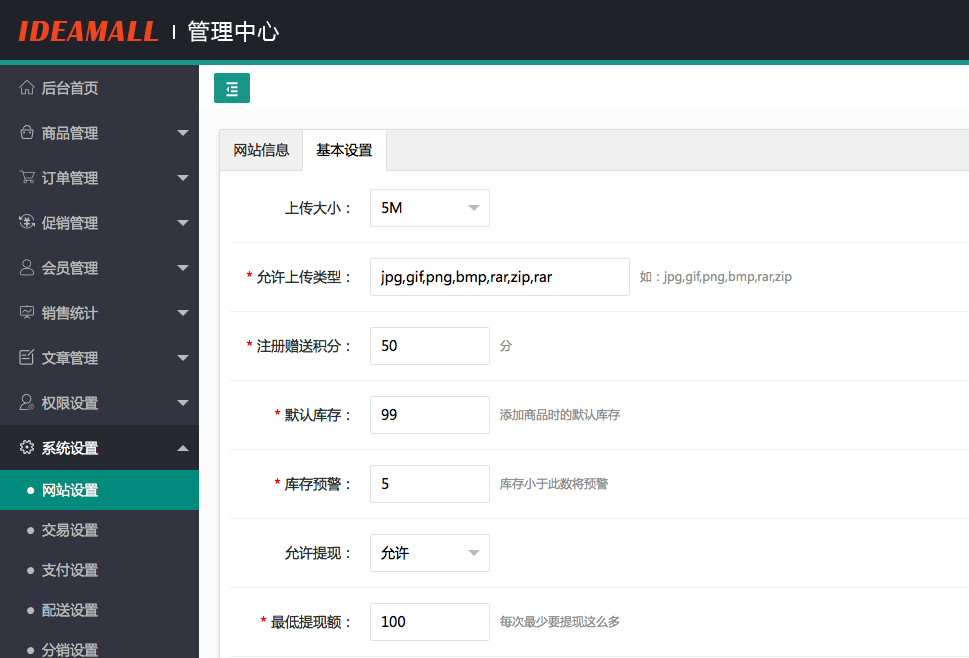 IDEAMALL | 管理中心
后台首页
商品管理
订单管理
促销管理
会员管理
销售统计
文章管理
权限设置
系统设置
网站设置
交易设置
支付设置
配送设置
分销设置
网站信息 基本设置
上传大小： 5M
* 允许上传类型： jpg,gif,png,bmp,rar,zip,rar 如：jpg,gif,png,bmp,rar,zip
* 注册赠送积分： 50 分
* 默认库存： 99 添加商品时的默认库存
* 库存预警： 5 库存小于此数将预警
允许提现： 允许
* 最低提现额： 100 每次最少要提现这么多